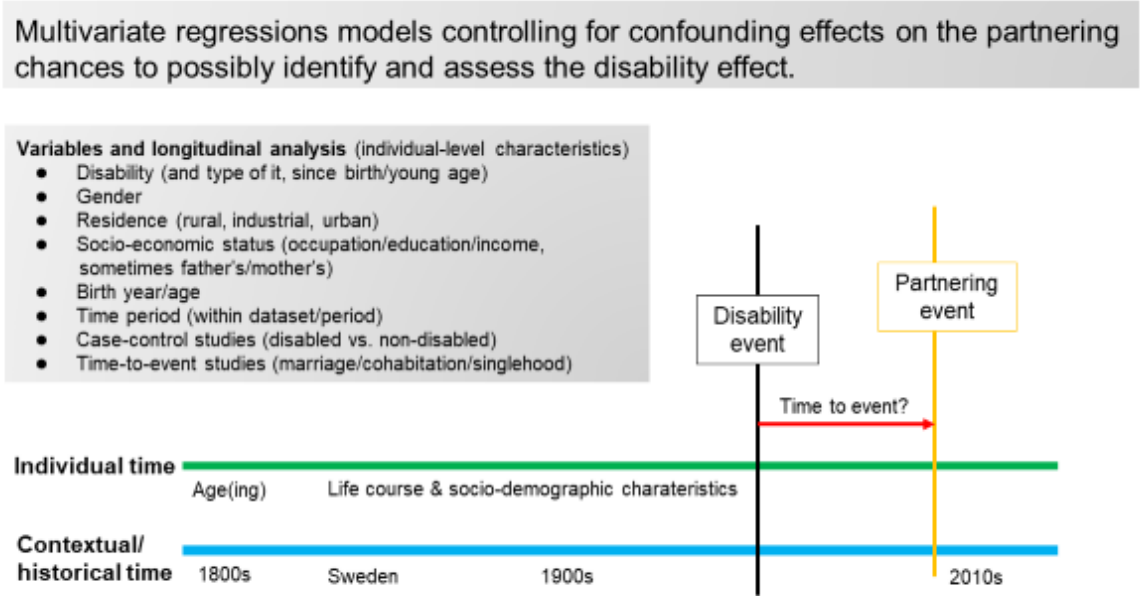 Multivariate regressions models controlling for confounding effects on the partnering
chances to possibly identify and assess the disability effect.
Variables and longitudinal analysis (individual-level characteristics)
● Disability (and type of it, since birth/young age)
● Gender
● Residence (rural, industrial, urban)
● Socio-economic status (occupation/education/income,
sometimes father's/mother's)
● Birth year/age
● Time period (within dataset/period)
● Case-control studies (disabled vs. non-disabled)
● Time-to-event studies (marriage/cohabitation/singlehood)
Partnering
event
Disability
event
Time to event?
Individual time
Age(ing) Life course & socio-demographic charateristics
Contextual/
historical time 1800s Sweden 1900s 2010s